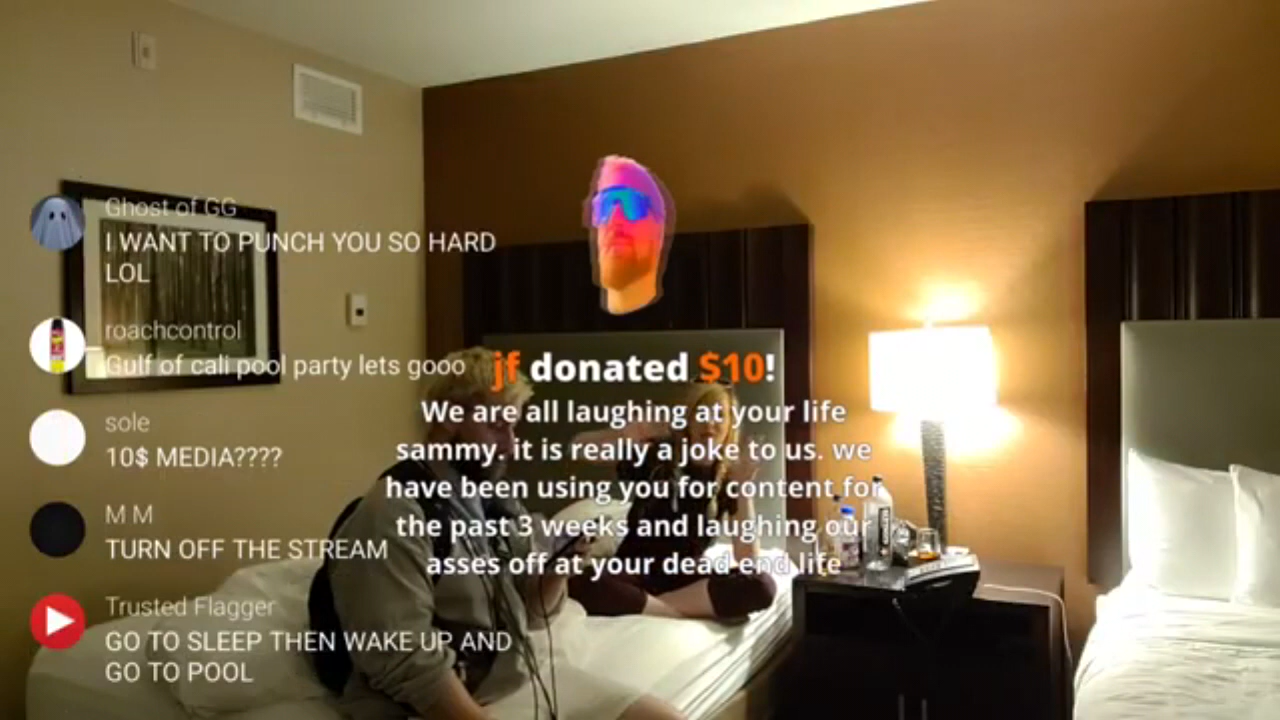 Ghost of GG
I WANT TO PUNCH YOU SO HARD
LOL
roachcontrol
Gulf of cali pool party lets gooo
sole
10$ MEDIA????
M M
TURN OFF THE STREAM
Trusted Flagger
GO TO SLEEP THEN WAKE UP AND
GO TO POOL
jf donated $10!
We are all laughing at your life
sammy. it is really a joke to us. we
have been using you for content for
the past 3 weeks and laughing our
asses off at your dead end life